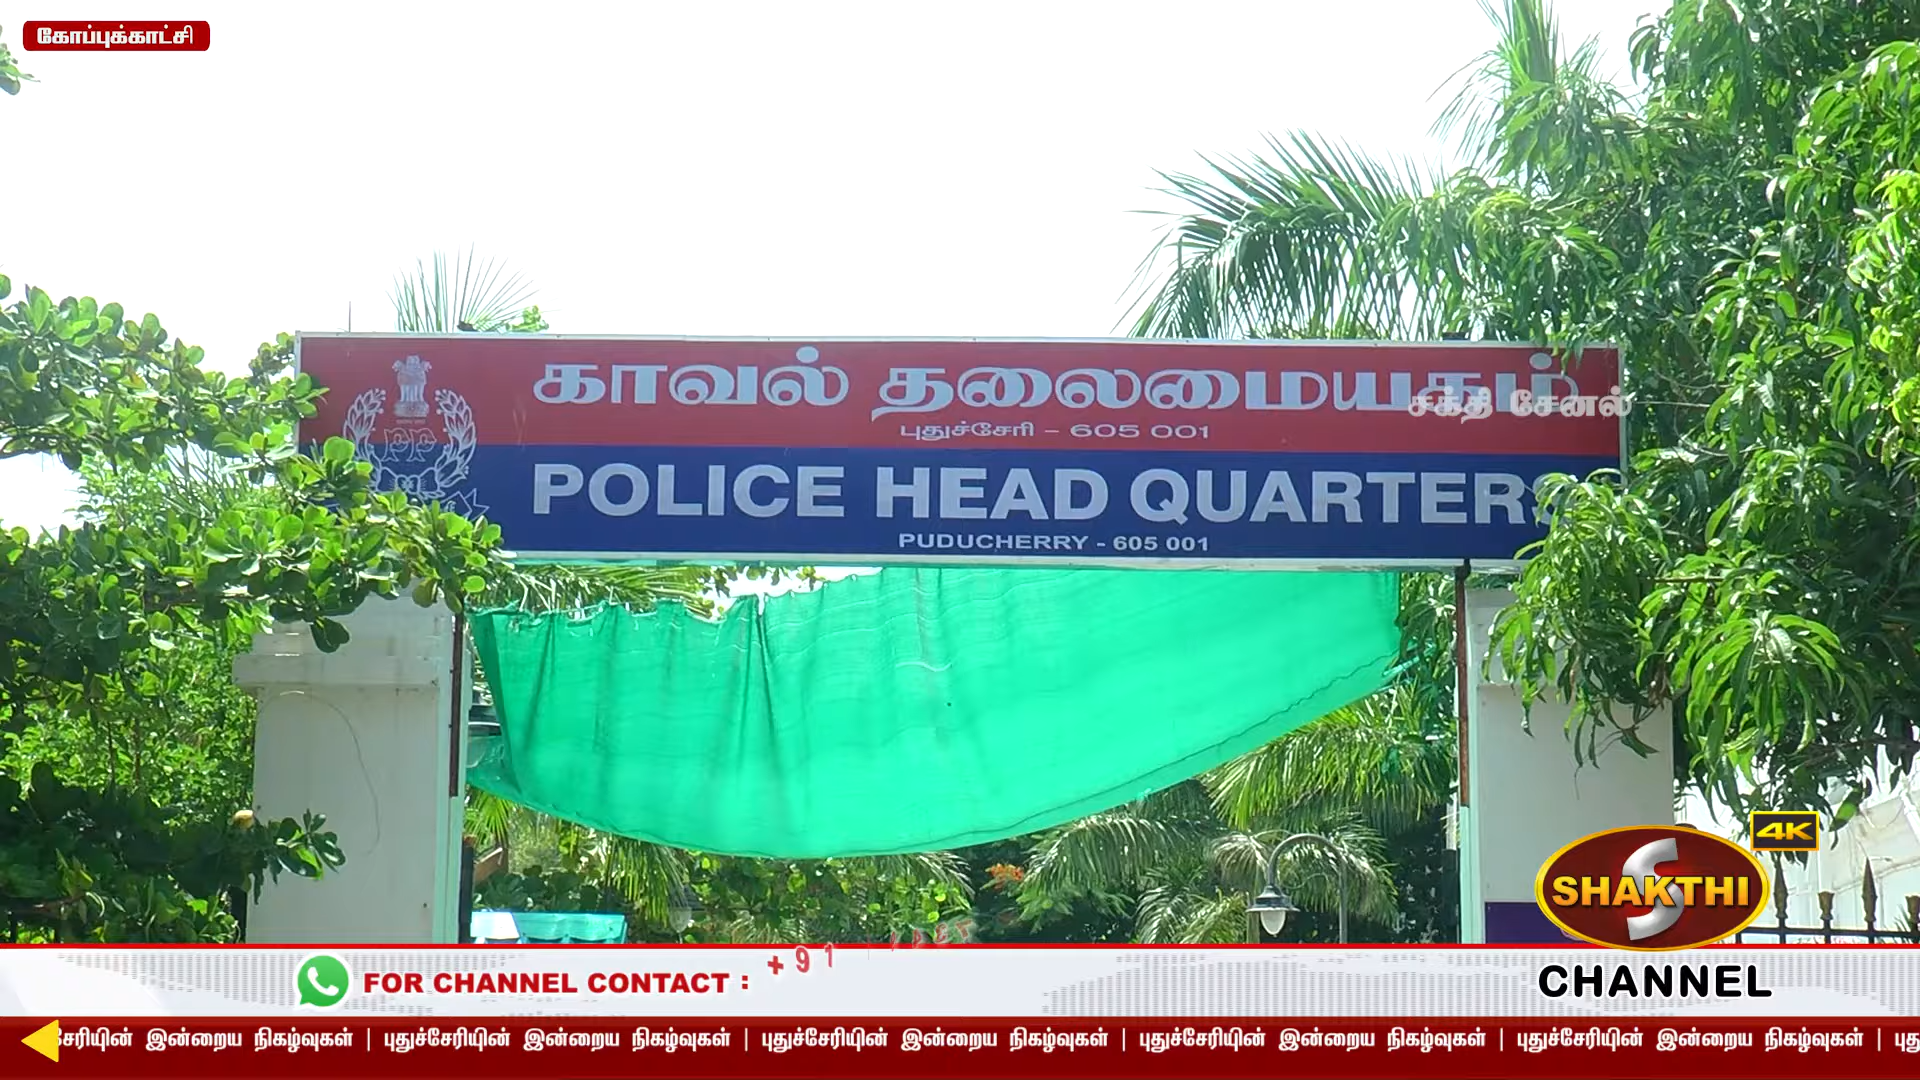 கோப்புக்காட்சி
காவல் தலைமையகம்
சக்தி சேனல்
புதுச்சேரி - 605 001
PP
POLICE HEAD QUARTERS
PUDUCHERRY - 605 001
4K
SHAKTHI
CHANNEL
FOR CHANNEL CONTACT : +91
சேரியின் இன்றைய நிகழ்வுகள் | புதுச்சேரியின் இன்றைய நிகழ்வுகள் | புதுச்சேரியின் இன்றைய நிகழ்வுகள் | புதுச்சேரியின் இன்றைய நிகழ்வுகள் | புதுச்சேரியின் இன்றைய நிகழ்வுகள் | புது